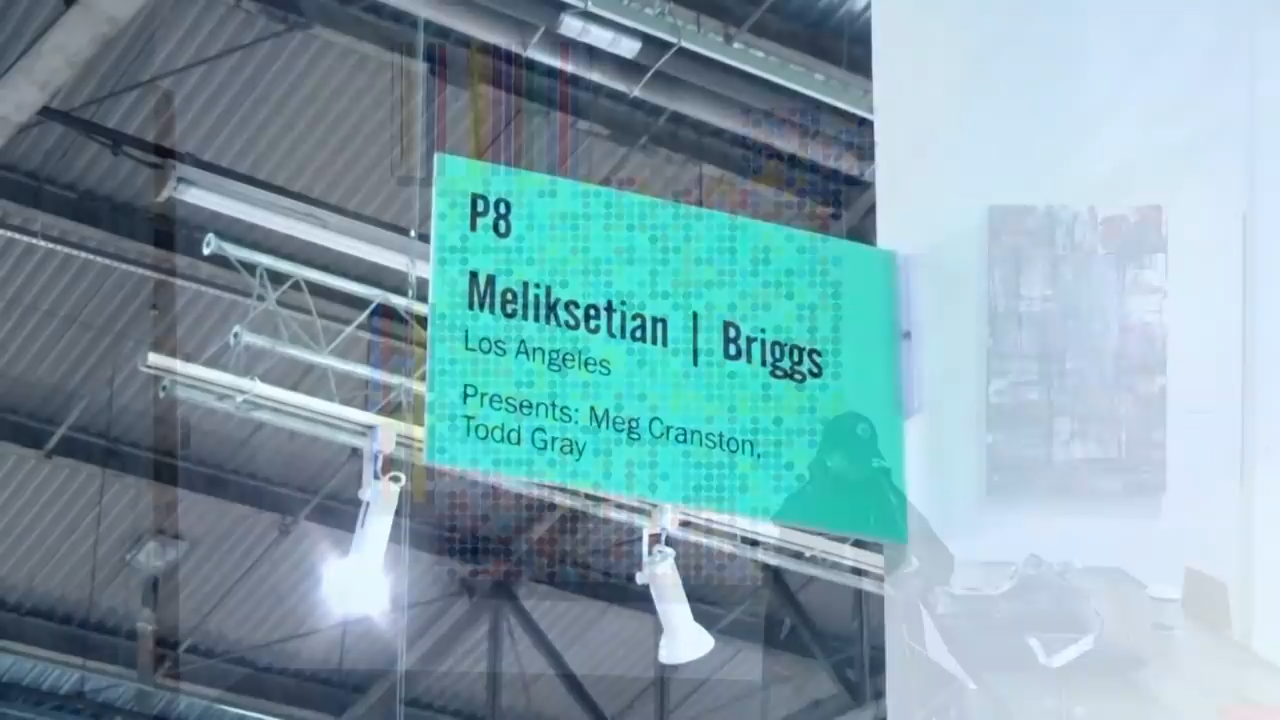 P8
Meliksetian | Briggs
Los Angeles
Presents: Meg Cranston,
Todd Gray